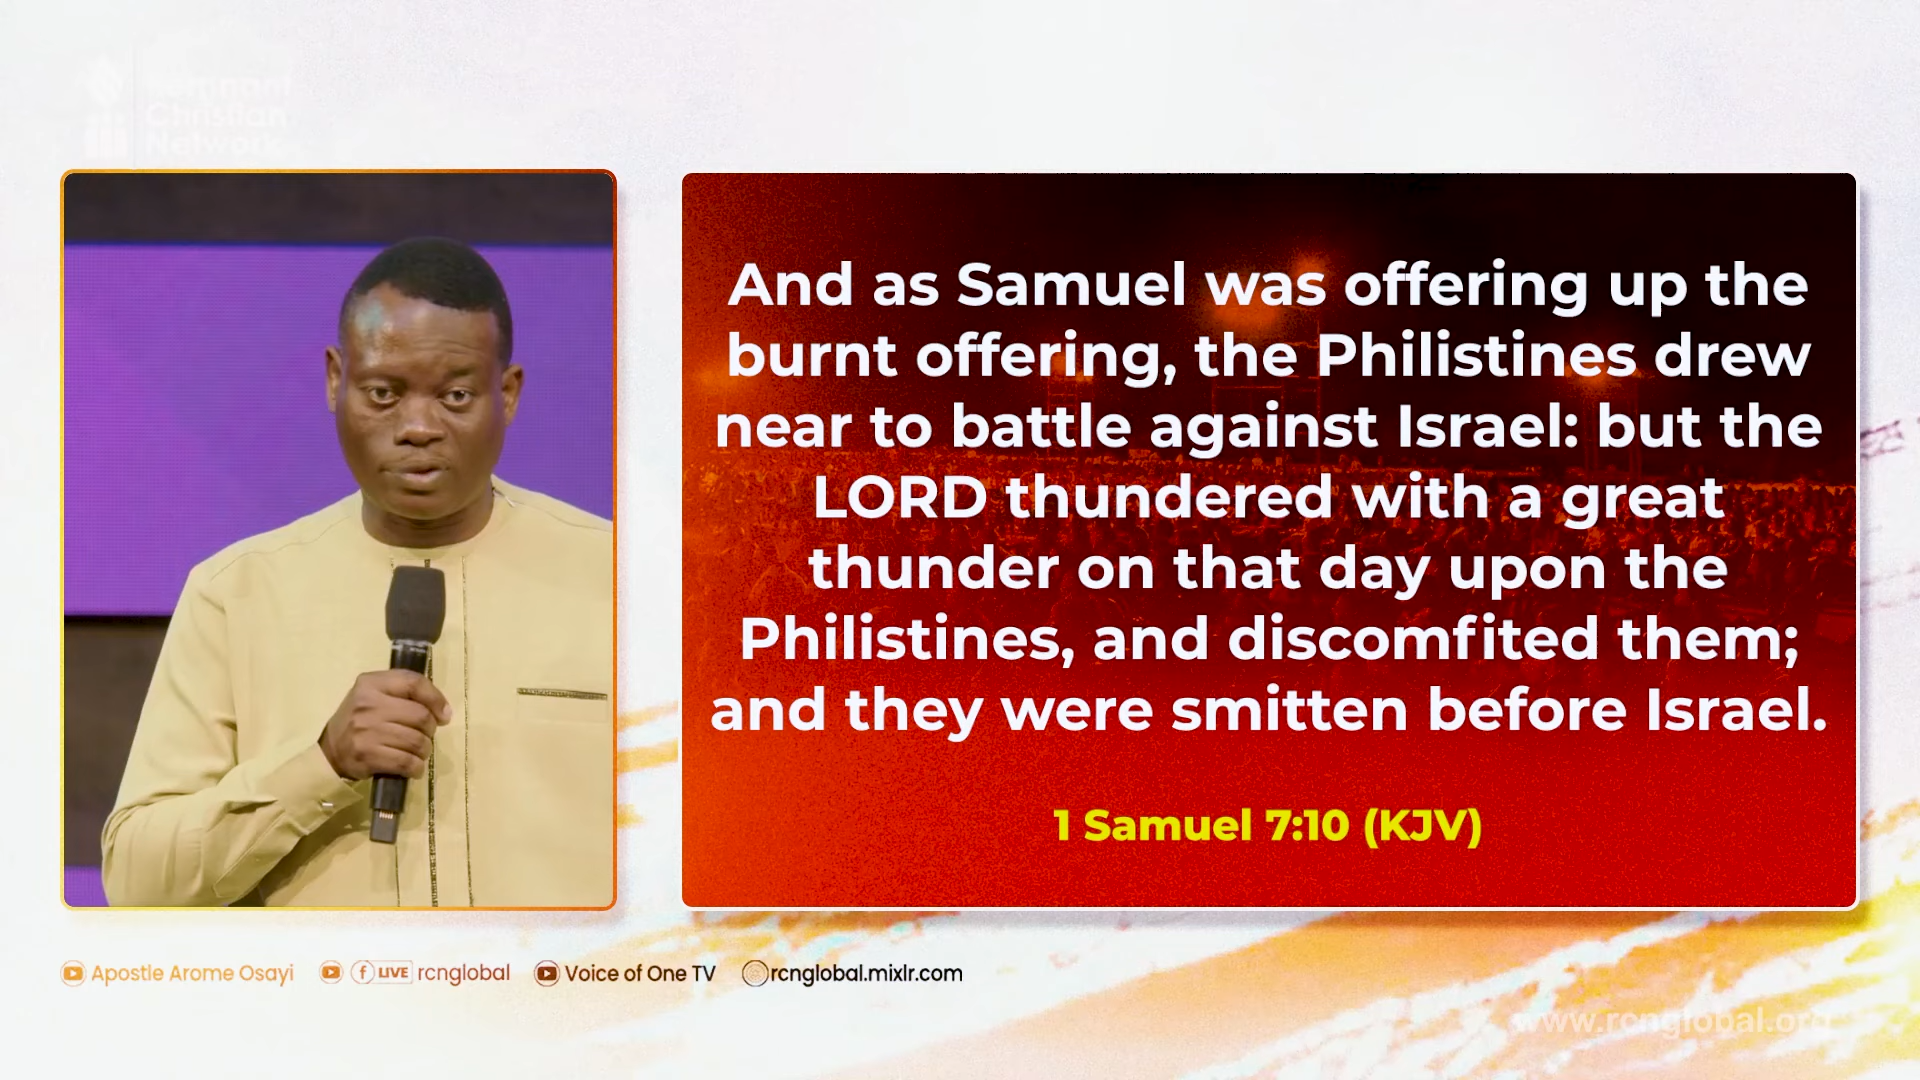 Christian
Network
And as Samuel was offering up the
burnt offering, the Philistines drew
near to battle against Israel: but the
LORD thundered with a great
thunder on that day upon the
Philistines, and discomfited them;
and they were smitten before Israel.
1 Samuel 7:10 (KJV)
Apostle Arome Osayi f LIVE rcnglobal Voice of One TV rcnglobal.mixlr.com
www.rcnglobal.org